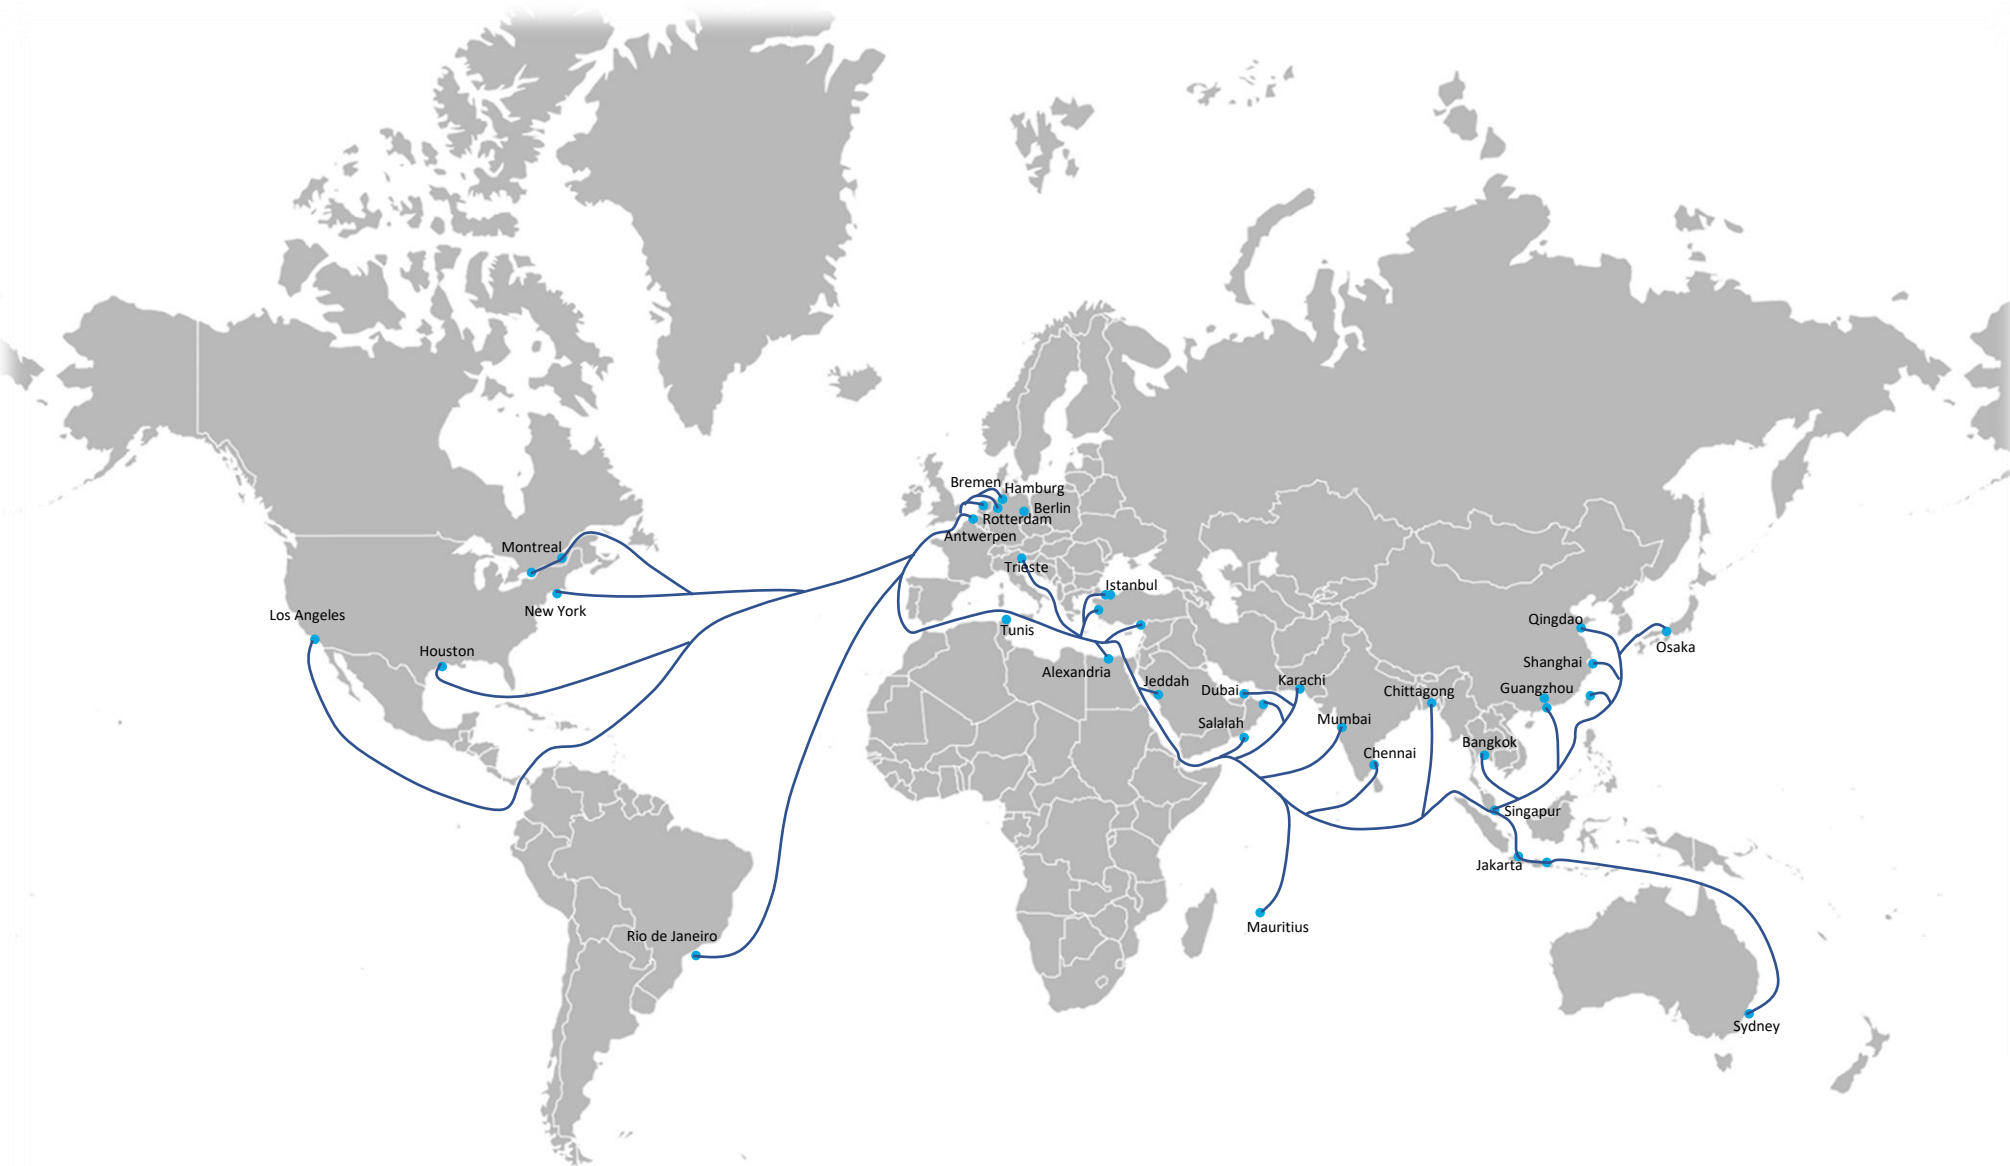 Bremen
Hamburg
Berlin
Rotterdam
Antwerpen
Montreal
Trieste
Istanbul
New York
Los Angeles
Qingdao
Tunis
Osaka
Houston
Shanghai
Alexandria
Jeddah
Karachi
Dubai
Chittagong
Guangzhou
Salalah
Mumbai
Bangkok
Chennai
Singapur
Jakarta
Mauritius
Rio de Janeiro
Sydney